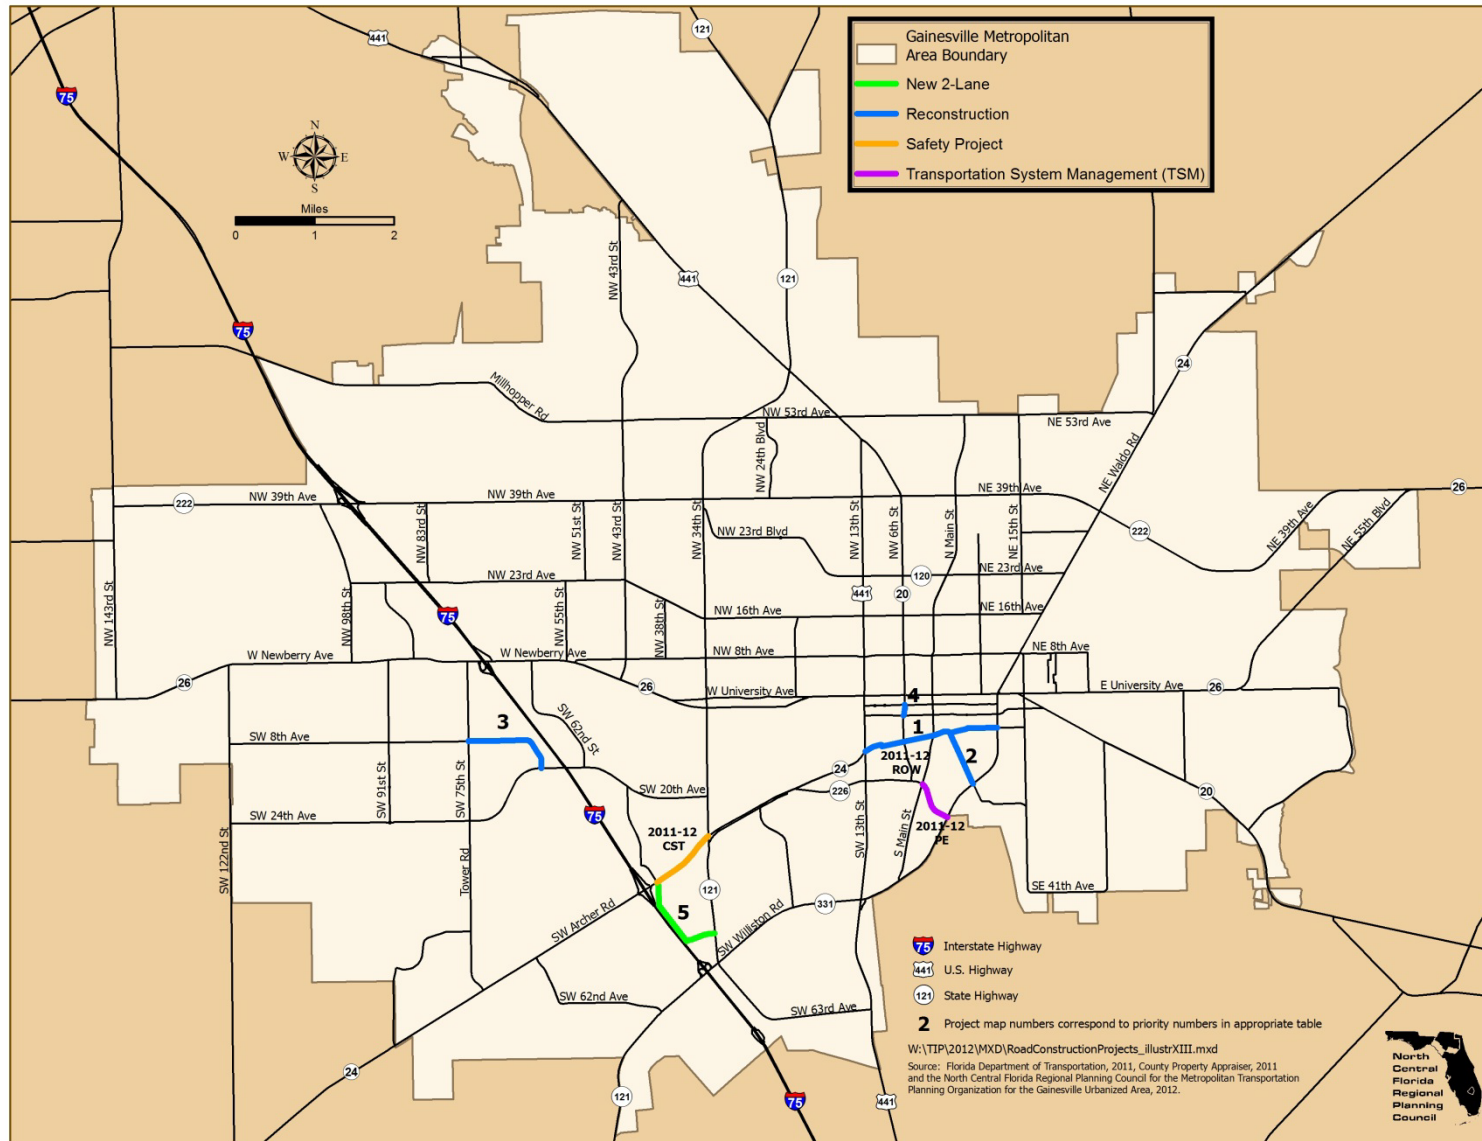 Gainesville Metropolitan
Area Boundary
New 2-Lane
Reconstruction
Safety Project
Transportation System Management (TSM)
441
121
75
N
W
E
S
Miles
0
1
2
NW 43rd St
441
121
75
24
Millhopper Rd
NW 53rd Ave
NE 53rd Ave
NW 24th Blvd
NE Waldo Rd
26
222
NW 39th Ave
NW 39th Ave
NE 39th Ave
NE 39th Ave
NE 55th Blvd
NW 83rd St
NW 51st St
NW 43rd St
NW 34th St
NW 23rd Blvd
NW 13th St
NW 6th St
N Main St
NE 15th St
222
NW 143rd St
NW 98th St
NW 23rd Ave
NW 55th St
NW 38th St
120
NE 23rd Ave
441
20
75
NW 16th Ave
NE 16th Ave
W Newberry Ave
W Newberry Ave
NW 8th Ave
NE 8th Ave
26
26
W University Ave
E University Ave
26
4
3
SW 62nd St
1
SW 8th Ave
2011-12
ROW
2
24
SW 91st St
SW 75th St
SW 20th Ave
226
20
SW 24th Ave
75
SW 122nd St
2011-12
CST
SW 13th St
S Main St
2011-12
PE
Tower Rd
121
SE 41th Ave
SW Archer Rd
5
SW Williston Rd
331
SW 62nd Ave
SW 63rd Ave
24
121
75
441
75
Interstate Highway
441
U.S. Highway
121
State Highway
2
Project map numbers correspond to priority numbers in appropriate table
W:\TIP\2012\MXD\RoadConstructionProjects_illustrXIII.mxd
Source: Florida Department of Transportation, 2011, County Property Appraiser, 2011
and the North Central Florida Regional Planning Council for the Metropolitan Transportation
Planning Organization for the Gainesville Urbanized Area, 2012.
North
Central
Florida
Regional
Planning
Council